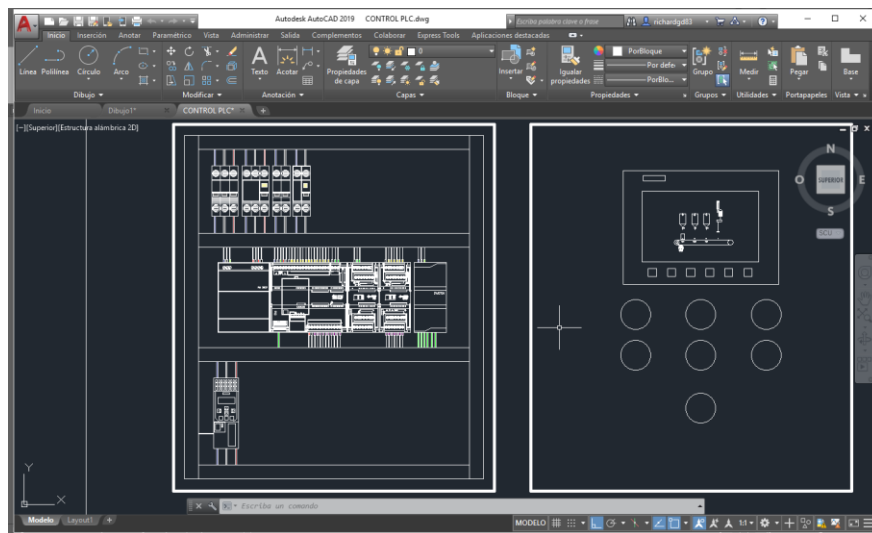 Autodesk AutoCAD 2019 CONTROL PLC.dwg
Escriba palabra clave o frase
richardgd83
Inicio Inserción Anotar Paramétrico Vista Administrar Salida Complementos Colaborar Express Tools Aplicaciones destacadas
Línea Polilínea Círculo Arco
Texto Acotar
Propiedades de capa
0
Insertar
Igualar propiedades
PorBloque
Por defe
PorBlo...
Grupo
Medir
Pegar
Base
Dibujo Modificar Anotación Capas Bloque Propiedades Grupos Utilidades Portapapeles Vista
Inicio Dibujo1* CONTROL PLC*
[−][Superior][Estructura alámbrica 2D]
N
O SUPERIOR E
S
SCU
Y
X
Escriba un comando
Modelo Layout1
MODELO
1:1